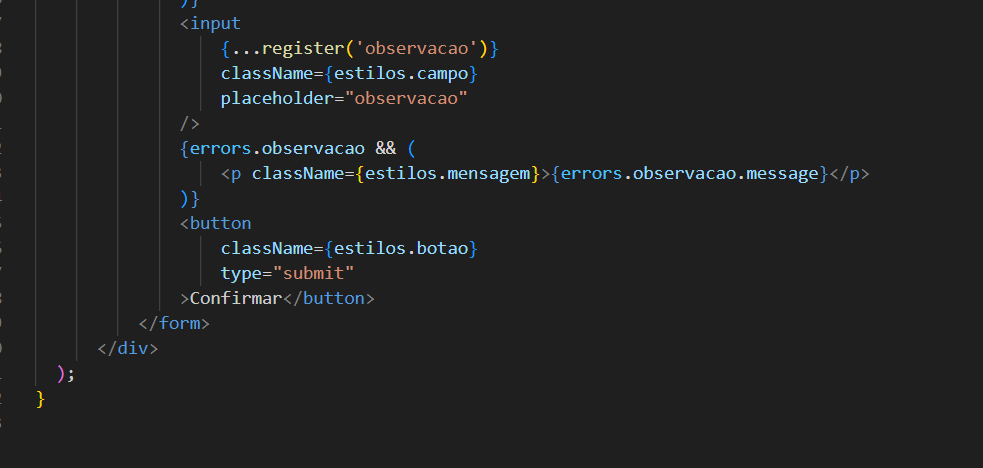 )}
<input
{...register('observacao')}
className={estilos.campo}
placeholder="observacao"
/>
{errors.observacao && (
<p className={estilos.mensagem}>{errors.observacao.message}</p>
)}
<button
className={estilos.botao}
type="submit"
>Confirmar</button>
</form>
</div>
);
}